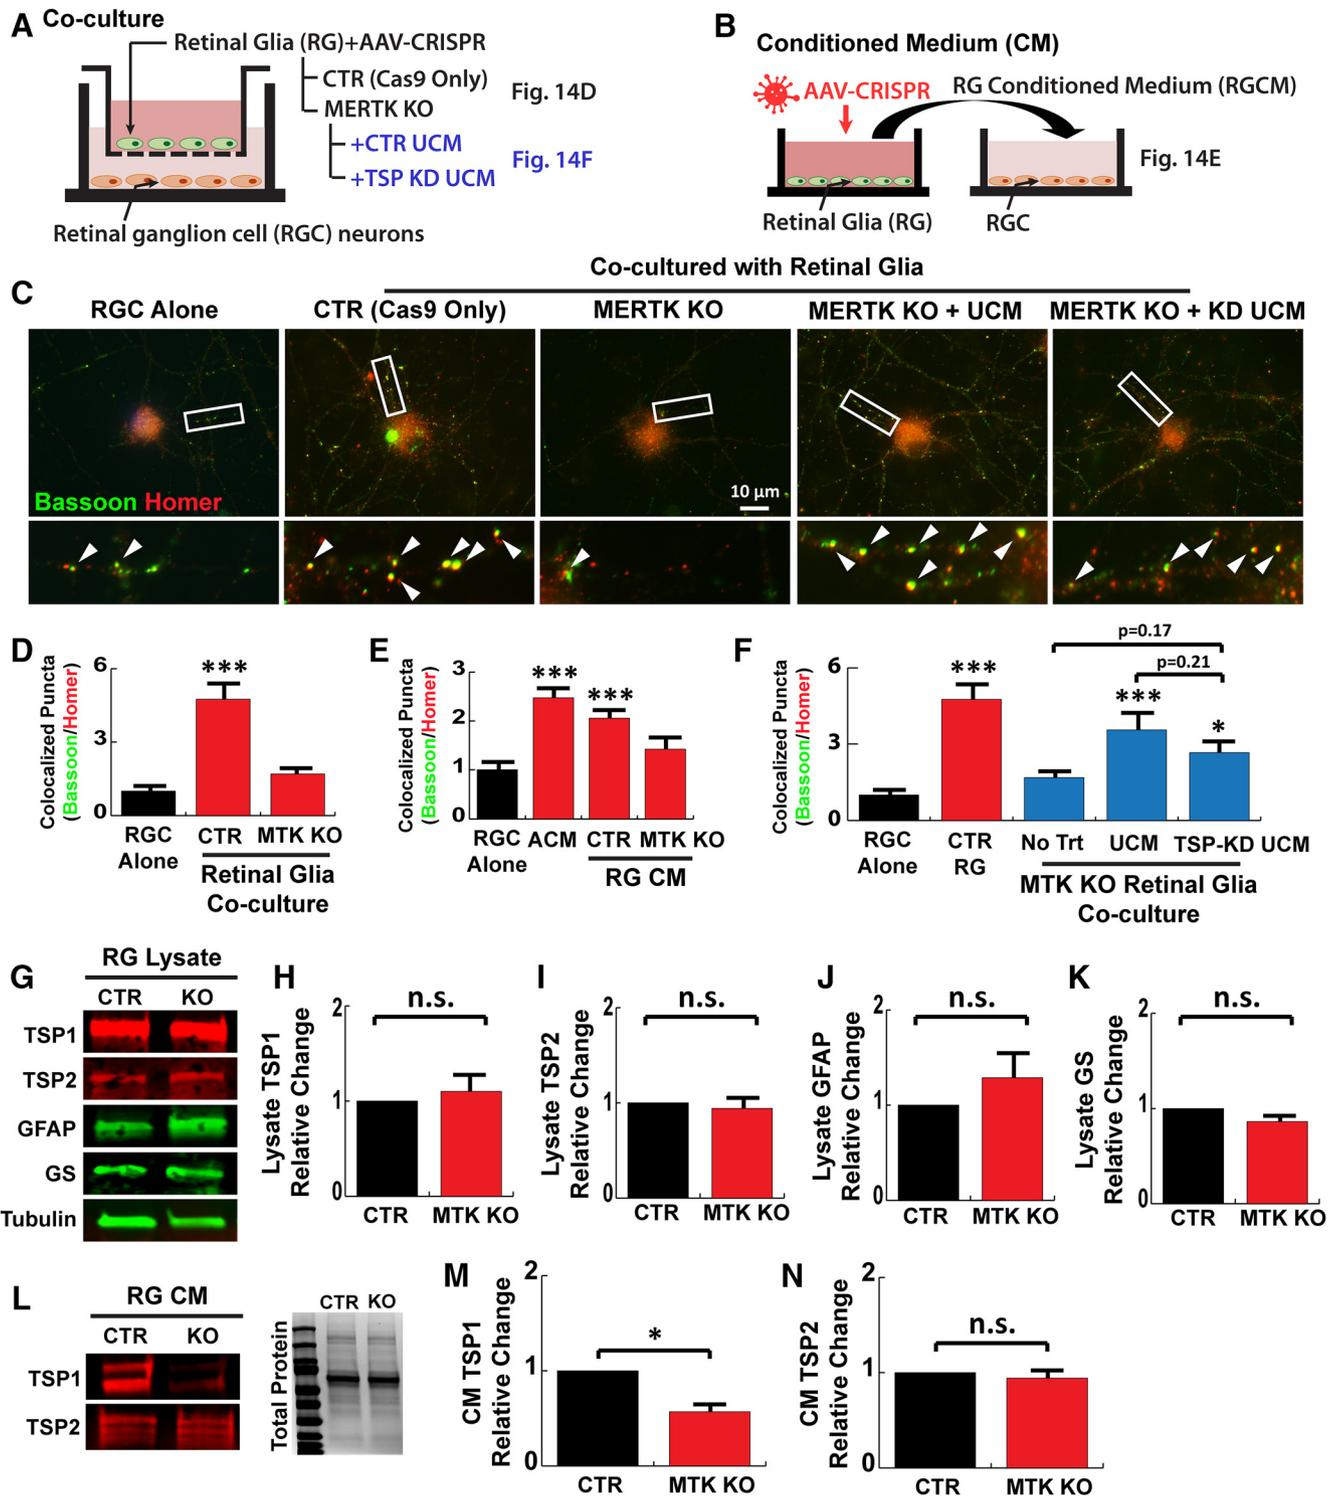 A
Co-culture
Retinal Glia (RG)+AAV-CRISPR
CTR (Cas9 Only)
Fig. 14D
MERTK KO
+CTR UCM
Fig. 14F
+TSP KD UCM
Retinal ganglion cell (RGC) neurons
B
Conditioned Medium (CM)
AAV-CRISPR
RG Conditioned Medium (RGCM)
Fig. 14E
Retinal Glia (RG)
RGC
Co-cultured with Retinal Glia
C
RGC Alone
CTR (Cas9 Only)
MERTK KO
MERTK KO + UCM
MERTK KO + KD UCM
Bassoon Homer
10 µm
D
Colocalized Puncta
(Bassoon/Homer)
6
3
0
***
RGC
Alone
CTR
MTK KO
Retinal Glia
Co-culture
E
Colocalized Puncta
(Bassoon/Homer)
3
2
1
0
***
***
RGC
Alone
ACM
CTR
MTK KO
RG CM
F
Colocalized Puncta
(Bassoon/Homer)
6
3
0
p=0.17
p=0.21
***
***
*
RGC
Alone
CTR
RG
No Trt
UCM
TSP-KD UCM
MTK KO Retinal Glia
Co-culture
G
RG Lysate
CTR
KO
TSP1
TSP2
GFAP
GS
Tubulin
H
Lysate TSP1
Relative Change
2
1
0
n.s.
CTR
MTK KO
I
Lysate TSP2
Relative Change
2
1
0
n.s.
CTR
MTK KO
J
Lysate GFAP
Relative Change
2
1
0
n.s.
CTR
MTK KO
K
Lysate GS
Relative Change
2
1
0
n.s.
CTR
MTK KO
L
RG CM
CTR
KO
TSP1
TSP2
Total Protein
CTR KO
M
CM TSP1
Relative Change
2
1
0
*
CTR
MTK KO
N
CM TSP2
Relative Change
2
1
0
n.s.
CTR
MTK KO